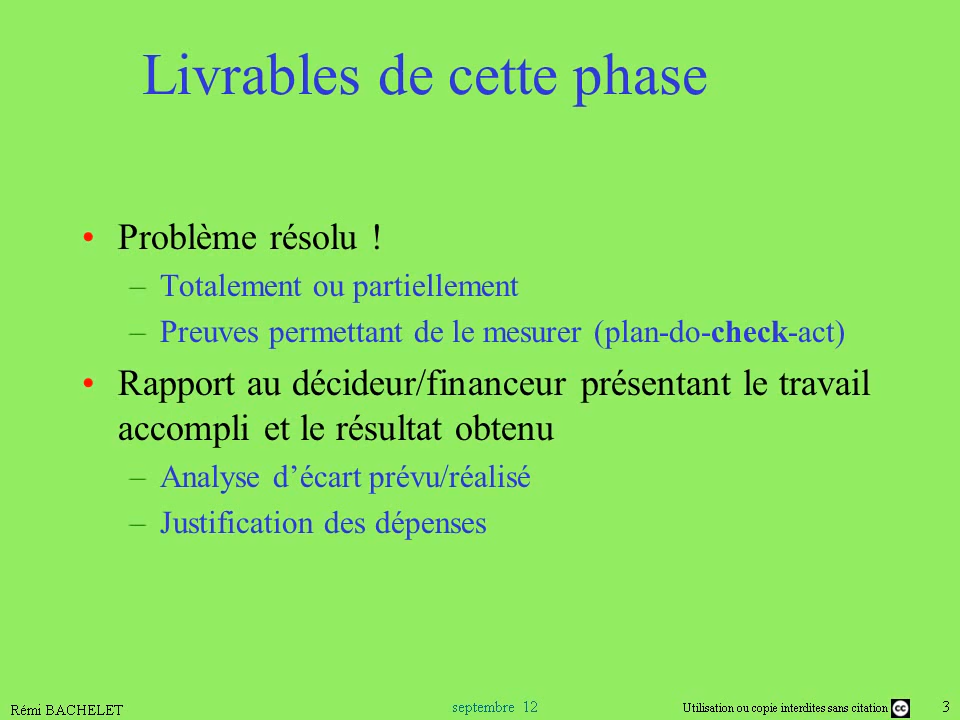 Livrables de cette phase
• Problème résolu !
– Totalement ou partiellement
– Preuves permettant de le mesurer (plan-do-check-act)
• Rapport au décideur/financeur présentant le travail
accompli et le résultat obtenu
– Analyse d’écart prévu/réalisé
– Justification des dépenses
Rémi BACHELET
septembre 12
Utilisation ou copie interdites sans citation cc
3